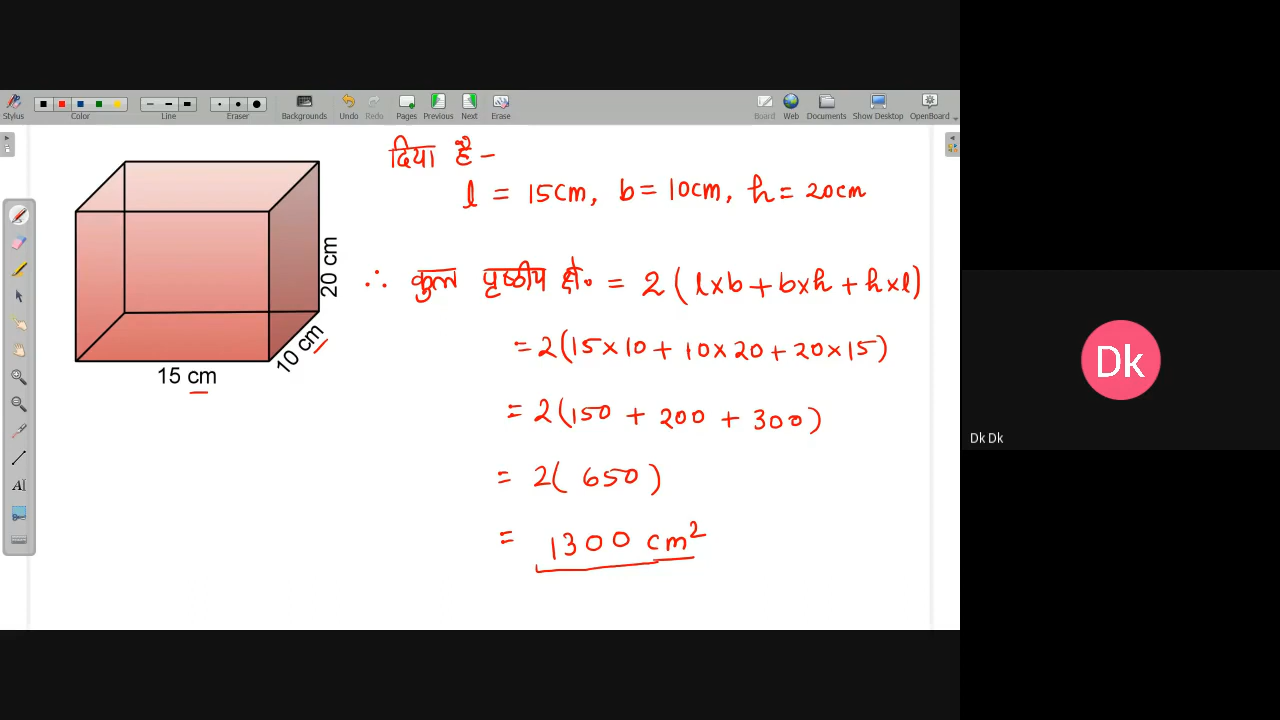 Stylus
Color
Line
Eraser
Backgrounds
Undo
Redo
Pages
Previous
Next
Erase
Board
Web
Documents
Show Desktop
OpenBoard
दिया है -
l = 15cm, b = 10cm, h = 20cm
∴ कुल पृष्ठीय क्षे० = 2 ( l×b + b×h + h×l )
= 2 ( 15 × 10 + 10 × 20 + 20 × 15 )
= 2 ( 150 + 200 + 300 )
= 2 ( 650 )
= 1300 cm²
20 cm
10 cm
15 cm
AI
Dk
Dk Dk